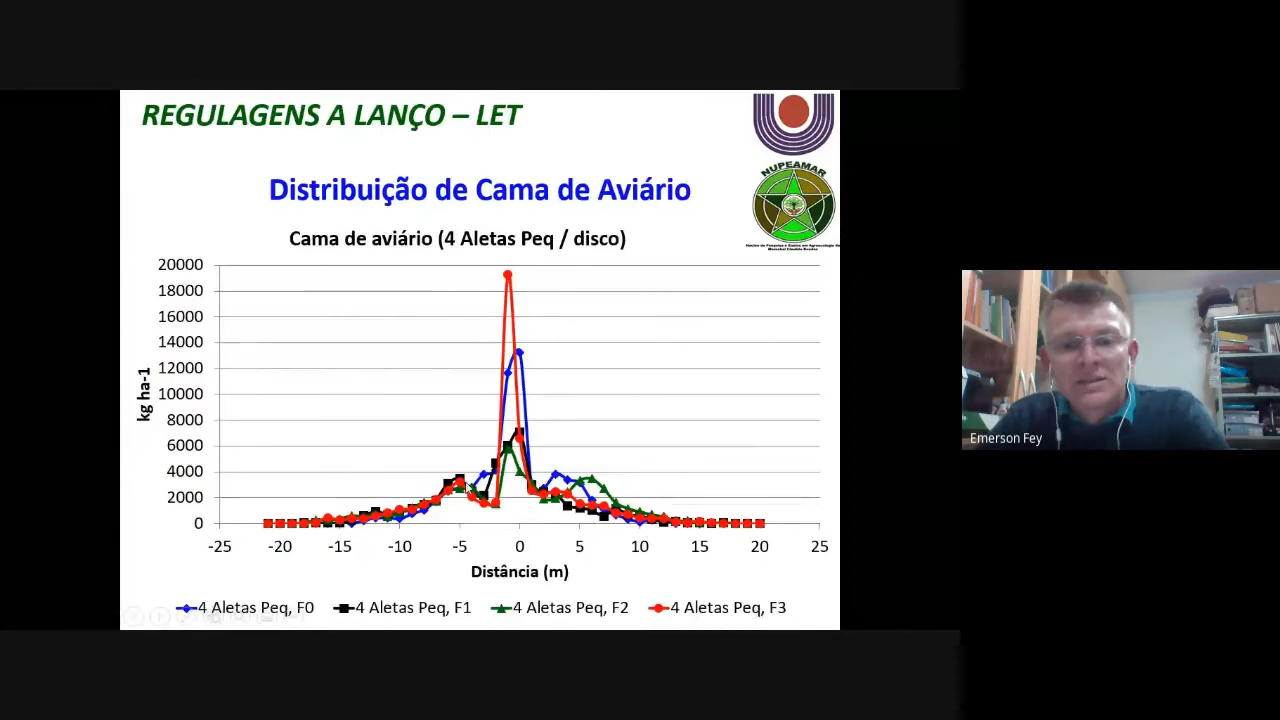 REGULAGENS A LANÇO – LET
NUPEAMAR
Distribuição de Cama de Aviário
Cama de aviário (4 Aletas Peq / disco)
20000
18000
16000
14000
12000
10000
8000
6000
4000
2000
0
kg ha-1
-25 -20 -15 -10 -5 0 5 10 15 20 25
Distância (m)
4 Aletas Peq, F0 4 Aletas Peq, F1 4 Aletas Peq, F2 4 Aletas Peq, F3
Emerson Fey